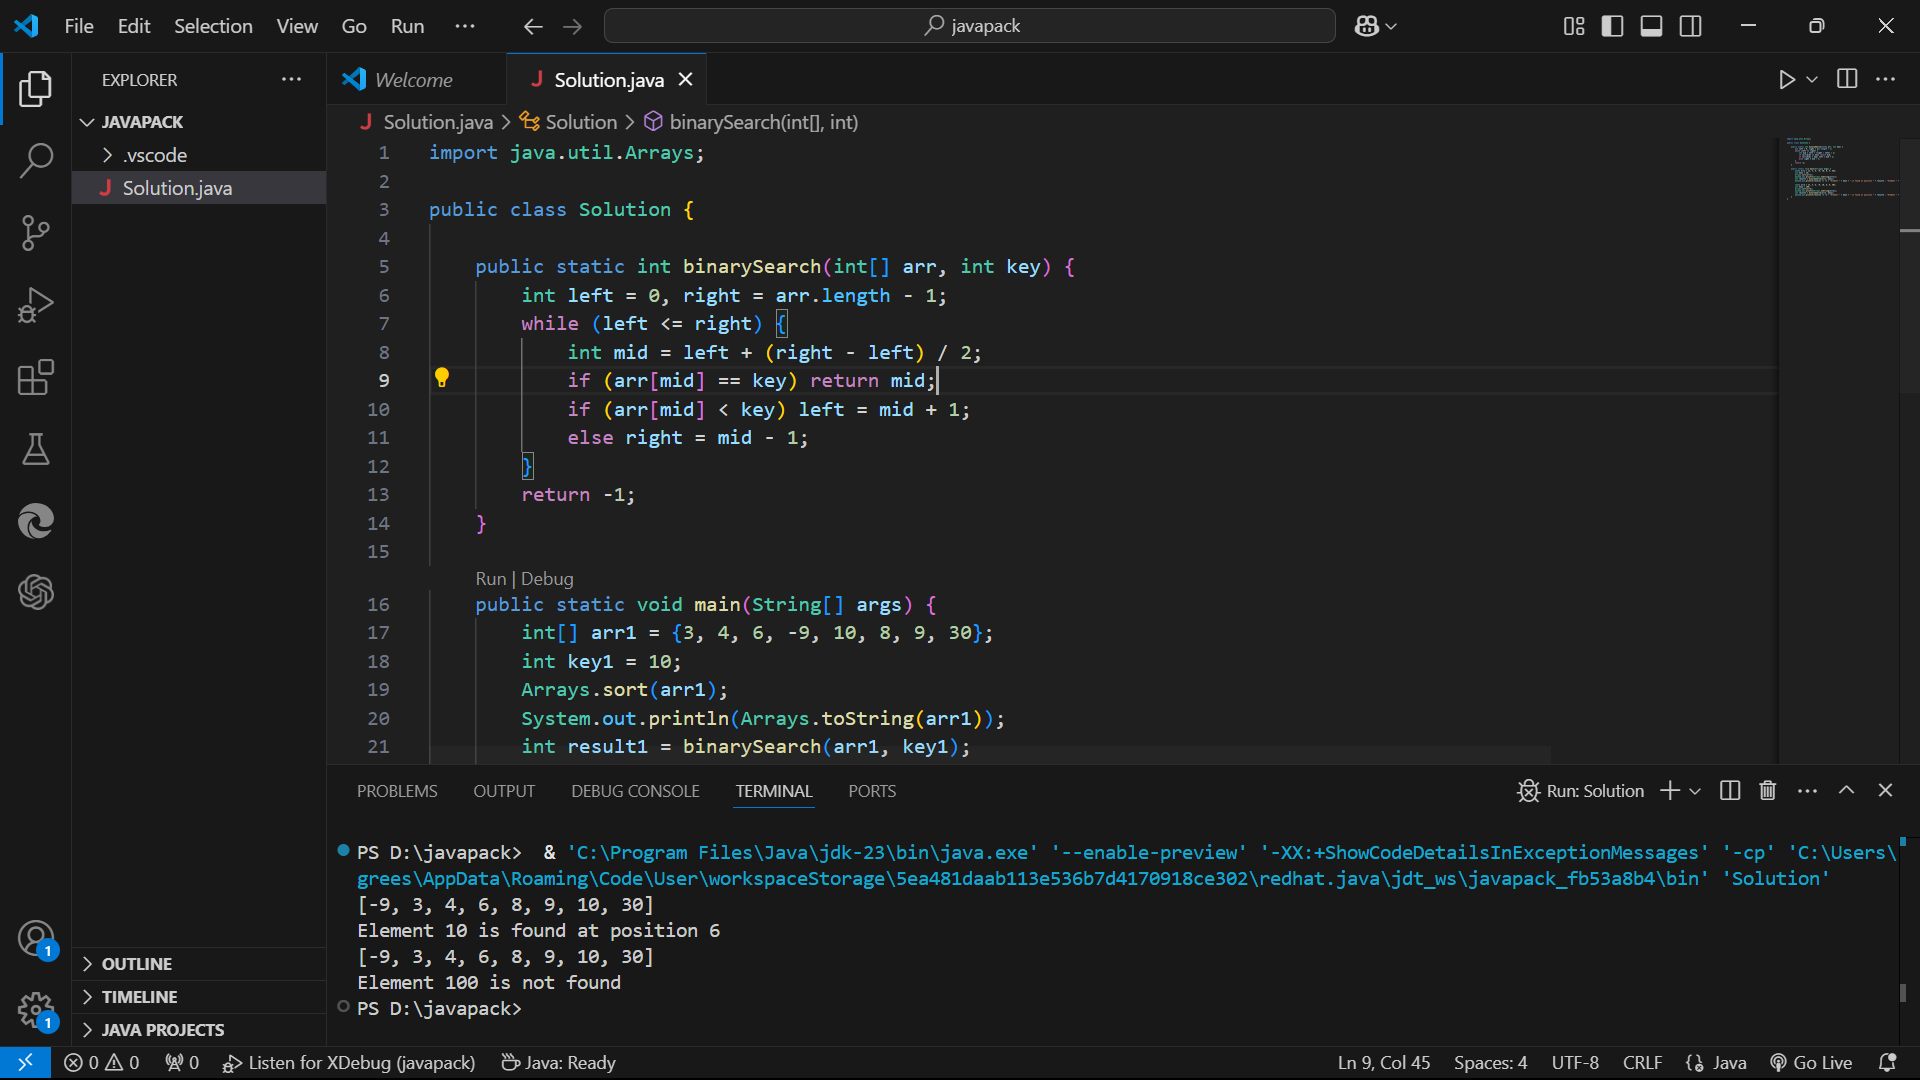 File Edit Selection View Go Run ··· javapack
EXPLORER ···
JAVAPACK
.vscode
Solution.java
OUTLINE
TIMELINE
JAVA PROJECTS
Welcome Solution.java
Solution.java > Solution > binarySearch(int[], int)
1 import java.util.Arrays;
2
3 public class Solution {
4
5 public static int binarySearch(int[] arr, int key) {
6 int left = 0, right = arr.length - 1;
7 while (left <= right) {
8 int mid = left + (right - left) / 2;
9 if (arr[mid] == key) return mid;
10 if (arr[mid] < key) left = mid + 1;
11 else right = mid - 1;
12 }
13 return -1;
14 }
15
Run | Debug
16 public static void main(String[] args) {
17 int[] arr1 = {3, 4, 6, -9, 10, 8, 9, 30};
18 int key1 = 10;
19 Arrays.sort(arr1);
20 System.out.println(Arrays.toString(arr1));
21 int result1 = binarySearch(arr1, key1);
PROBLEMS OUTPUT DEBUG CONSOLE TERMINAL PORTS Run: Solution
PS D:\javapack> & 'C:\Program Files\Java\jdk-23\bin\java.exe' '--enable-preview' '-XX:+ShowCodeDetailsInExceptionMessages' '-cp' 'C:\Users\
grees\AppData\Roaming\Code\User\workspaceStorage\5ea481daab113e536b7d4170918ce302\redhat.java\jdt_ws\javapack_fb53a8b4\bin' 'Solution'
[-9, 3, 4, 6, 8, 9, 10, 30]
Element 10 is found at position 6
[-9, 3, 4, 6, 8, 9, 10, 30]
Element 100 is not found
PS D:\javapack>
1
1
0 0 0 Listen for XDebug (javapack) Java: Ready Ln 9, Col 45 Spaces: 4 UTF-8 CRLF Java Go Live